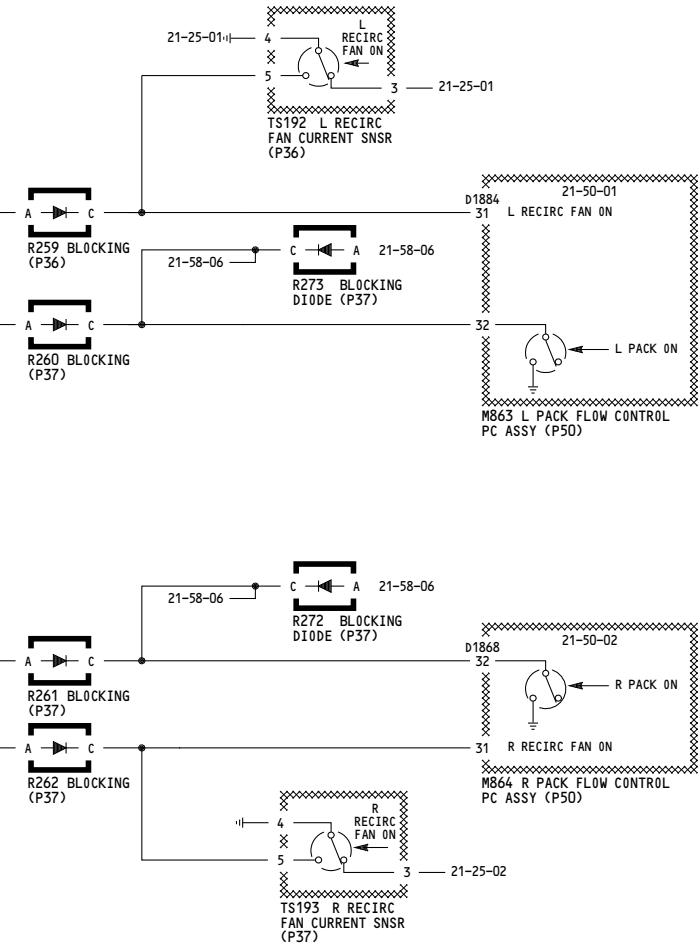 L
RECIRC
FAN ON
21-25-01
4
5
3
21-25-01
TS192 L RECIRC
FAN CURRENT SNSR
(P36)
21-50-01
D1884
A C
31 L RECIRC FAN ON
R259 BLOCKING
(P36)
C A 21-58-06
21-58-06
R273 BLOCKING
DIODE (P37)
A C
32
L PACK ON
R260 BLOCKING
(P37)
M863 L PACK FLOW CONTROL
PC ASSY (P50)
C A 21-58-06
21-58-06
R272 BLOCKING
DIODE (P37)
21-50-02
D1868
A C
32
R PACK ON
R261 BLOCKING
(P37)
A C
31 R RECIRC FAN ON
R262 BLOCKING
(P37)
M864 R PACK FLOW CONTROL
PC ASSY (P50)
R
RECIRC
FAN ON
4
5
3
21-25-02
TS193 R RECIRC
FAN CURRENT SNSR
(P37)